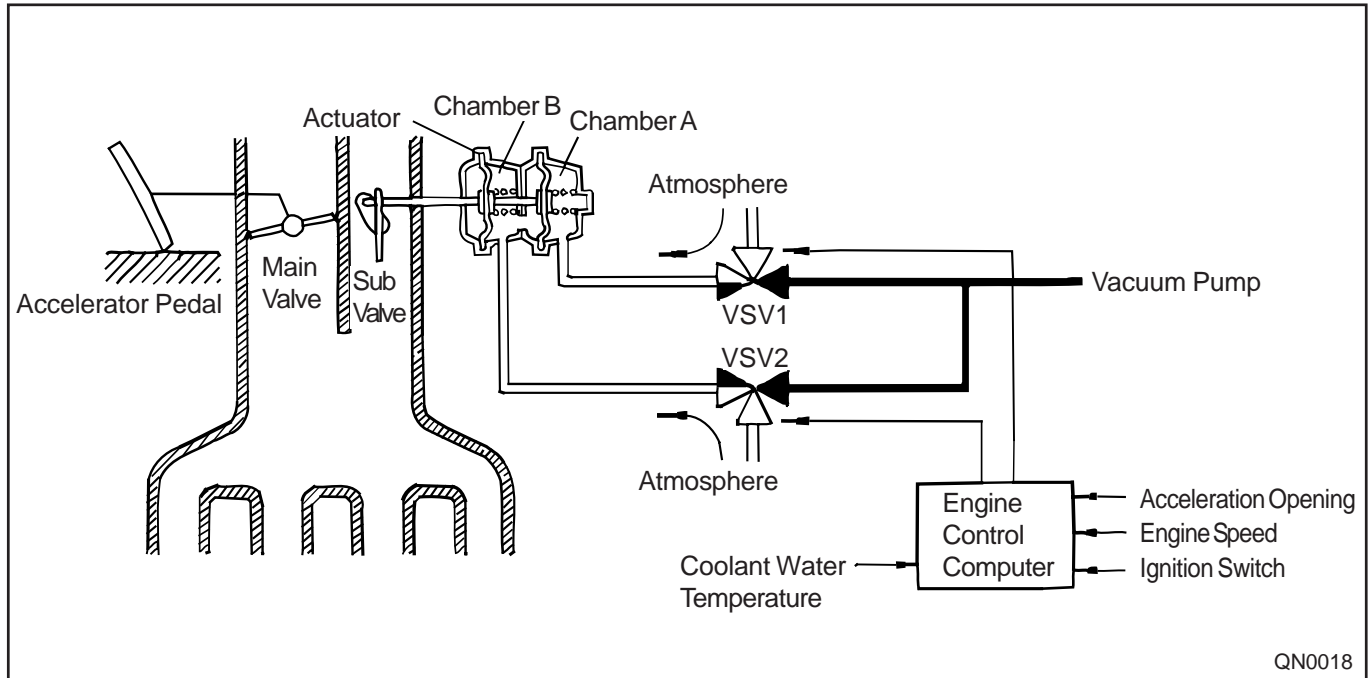 Chamber B
Actuator
Chamber A
Atmosphere
Main
Valve
Sub
Valve
Accelerator Pedal
Vacuum Pump
VSV1
VSV2
Atmosphere
Engine
Control
Computer
Acceleration Opening
Engine Speed
Ignition Switch
Coolant Water
Temperature
QN0018